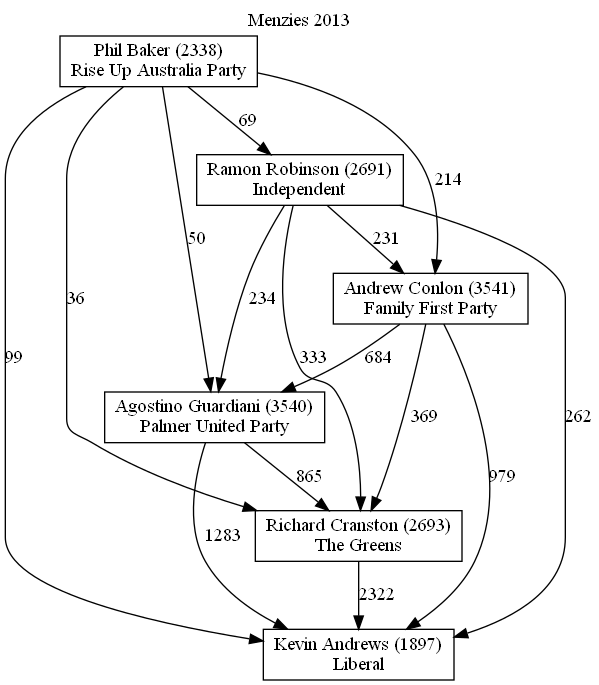 Menzies 2013
Phil Baker (2338)
Rise Up Australia Party
69
Ramon Robinson (2691)
Independent
214
50
231
Andrew Conlon (3541)
Family First Party
36
234
99
333
684
369
262
Agostino Guardiani (3540)
Palmer United Party
865
979
Richard Cranston (2693)
The Greens
1283
2322
Kevin Andrews (1897)
Liberal